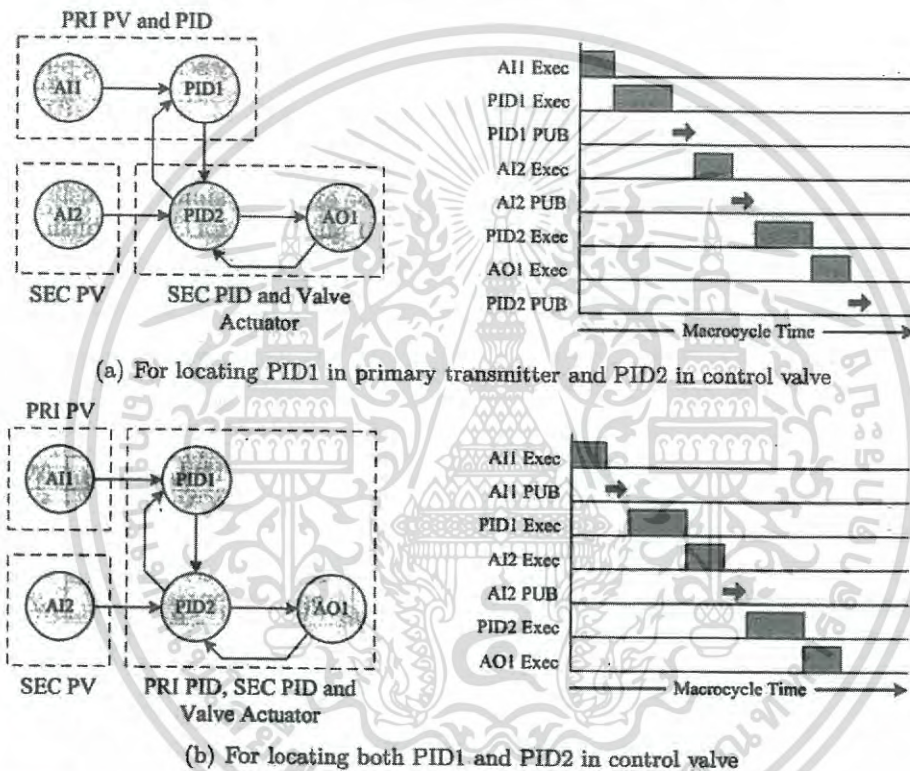 PRI PV and PID
AI1
PID1
AI2
PID2
AO1
SEC PV
SEC PID and Valve
Actuator
AI1 Exec
PID1 Exec
PID1 PUB
AI2 Exec
AI2 PUB
PID2 Exec
AO1 Exec
PID2 PUB
Macrocycle Time
(a) For locating PID1 in primary transmitter and PID2 in control valve
PRI PV
AI1
PID1
AI2
PID2
AO1
SEC PV
PRI PID, SEC PID and
Valve Actuator
AI1 Exec
AI1 PUB
PID1 Exec
AI2 Exec
AI2 PUB
PID2 Exec
AO1 Exec
Macrocycle Time
(b) For locating both PID1 and PID2 in control valve